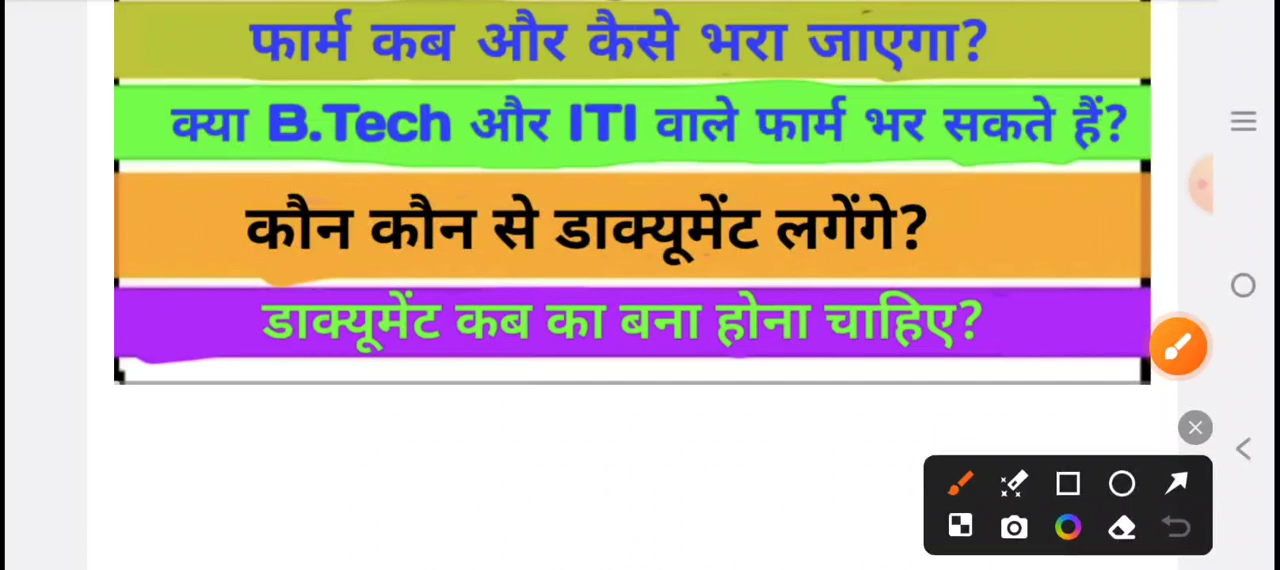 फार्म कब और कैसे भरा जाएगा?
क्या B.Tech और ITI वाले फार्म भर सकते हैं?
कौन कौन से डाक्यूमेंट लगेंगे?
डाक्यूमेंट कब का बना होना चाहिए?